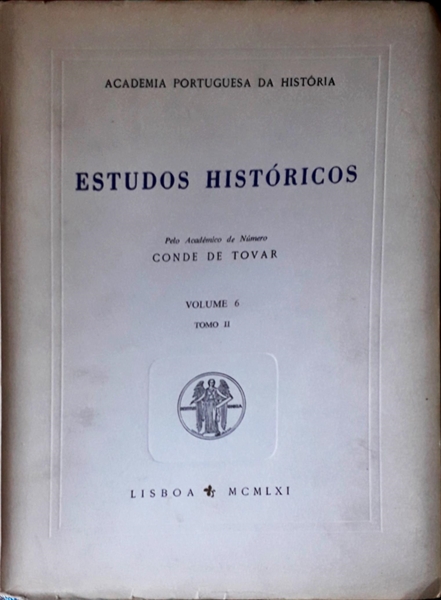 ACADEMIA PORTUGUESA DA HISTÓRIA
ESTUDOS HISTÓRICOS
Pelo Académico de Número
CONDE DE TOVAR
VOLUME 6
TOMO II
LISBOA MCMLXI